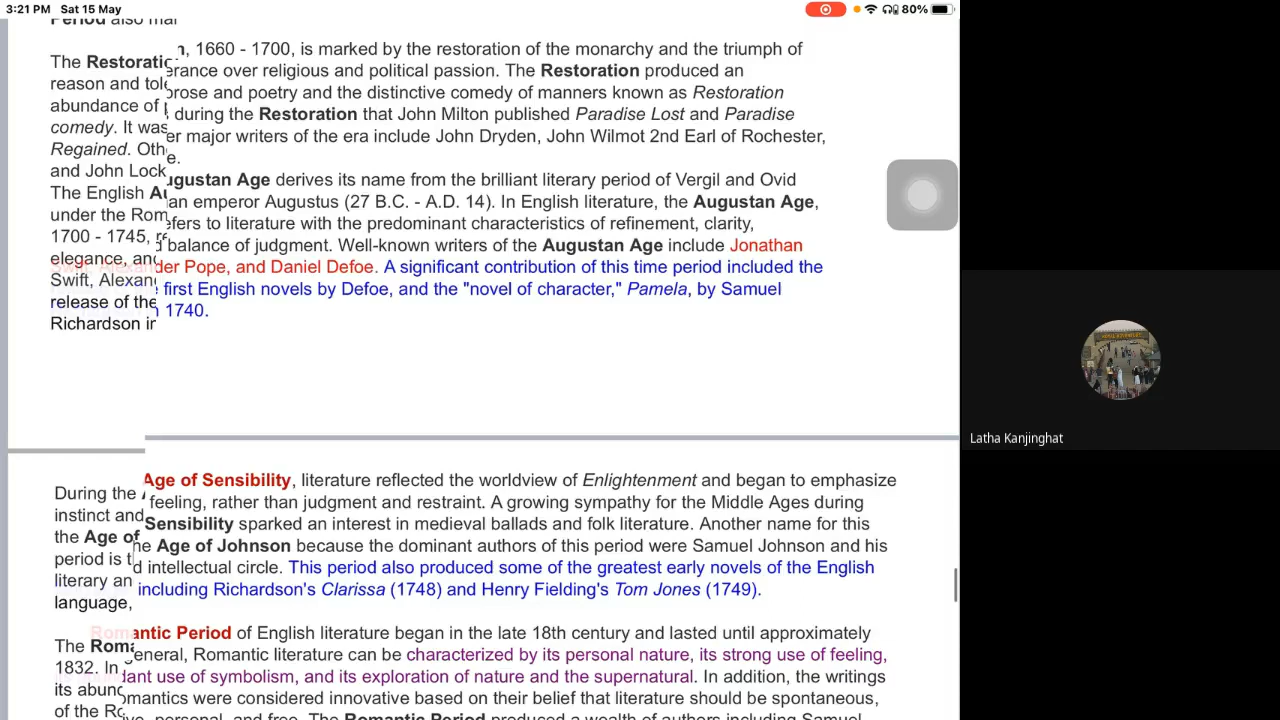 3:21 PM Sat 15 May
80%
Period also
The Restoration, 1660 - 1700, is marked by the restoration of the monarchy and the triumph of
reason and tolerance over religious and political passion. The Restoration produced an
abundance of prose and poetry and the distinctive comedy of manners known as Restoration
comedy. It was during the Restoration that John Milton published Paradise Lost and Paradise
Regained. Other major writers of the era include John Dryden, John Wilmot 2nd Earl of Rochester,
and John Locke.
The English Augustan Age derives its name from the brilliant literary period of Vergil and Ovid
under the Roman emperor Augustus (27 B.C. - A.D. 14). In English literature, the Augustan Age,
1700 - 1745, refers to literature with the predominant characteristics of refinement, clarity,
elegance, and balance of judgment. Well-known writers of the Augustan Age include Jonathan
Swift, Alexander Pope, and Daniel Defoe. A significant contribution of this time period included the
release of the first English novels by Defoe, and the "novel of character," Pamela, by Samuel
Richardson in 1740.
During the Age of Sensibility, literature reflected the worldview of Enlightenment and began to emphasize
instinct and feeling, rather than judgment and restraint. A growing sympathy for the Middle Ages during
the Age of Sensibility sparked an interest in medieval ballads and folk literature. Another name for this
period is the Age of Johnson because the dominant authors of this period were Samuel Johnson and his
literary and intellectual circle. This period also produced some of the greatest early novels of the English
language, including Richardson's Clarissa (1748) and Henry Fielding's Tom Jones (1749).
The Romantic Period of English literature began in the late 18th century and lasted until approximately
1832. In general, Romantic literature can be characterized by its personal nature, its strong use of feeling,
its abundant use of symbolism, and its exploration of nature and the supernatural. In addition, the writings
of the Romantics were considered innovative based on their belief that literature should be spontaneous,
personal, and free. The Romantic Period produced a wealth of authors including Samuel
Latha Kanjinghat